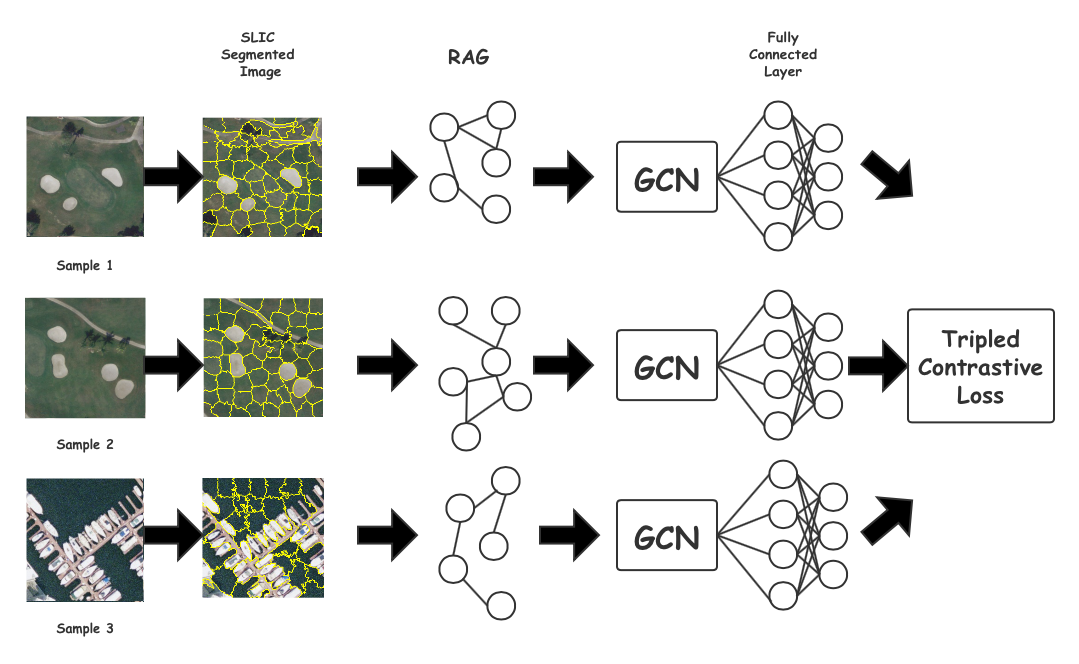 SLIC
Segmented
Image
RAG
Fully
Connected
Layer
GCN
Sample 1
GCN
Tripled
Contrastive
Loss
Sample 2
GCN
Sample 3